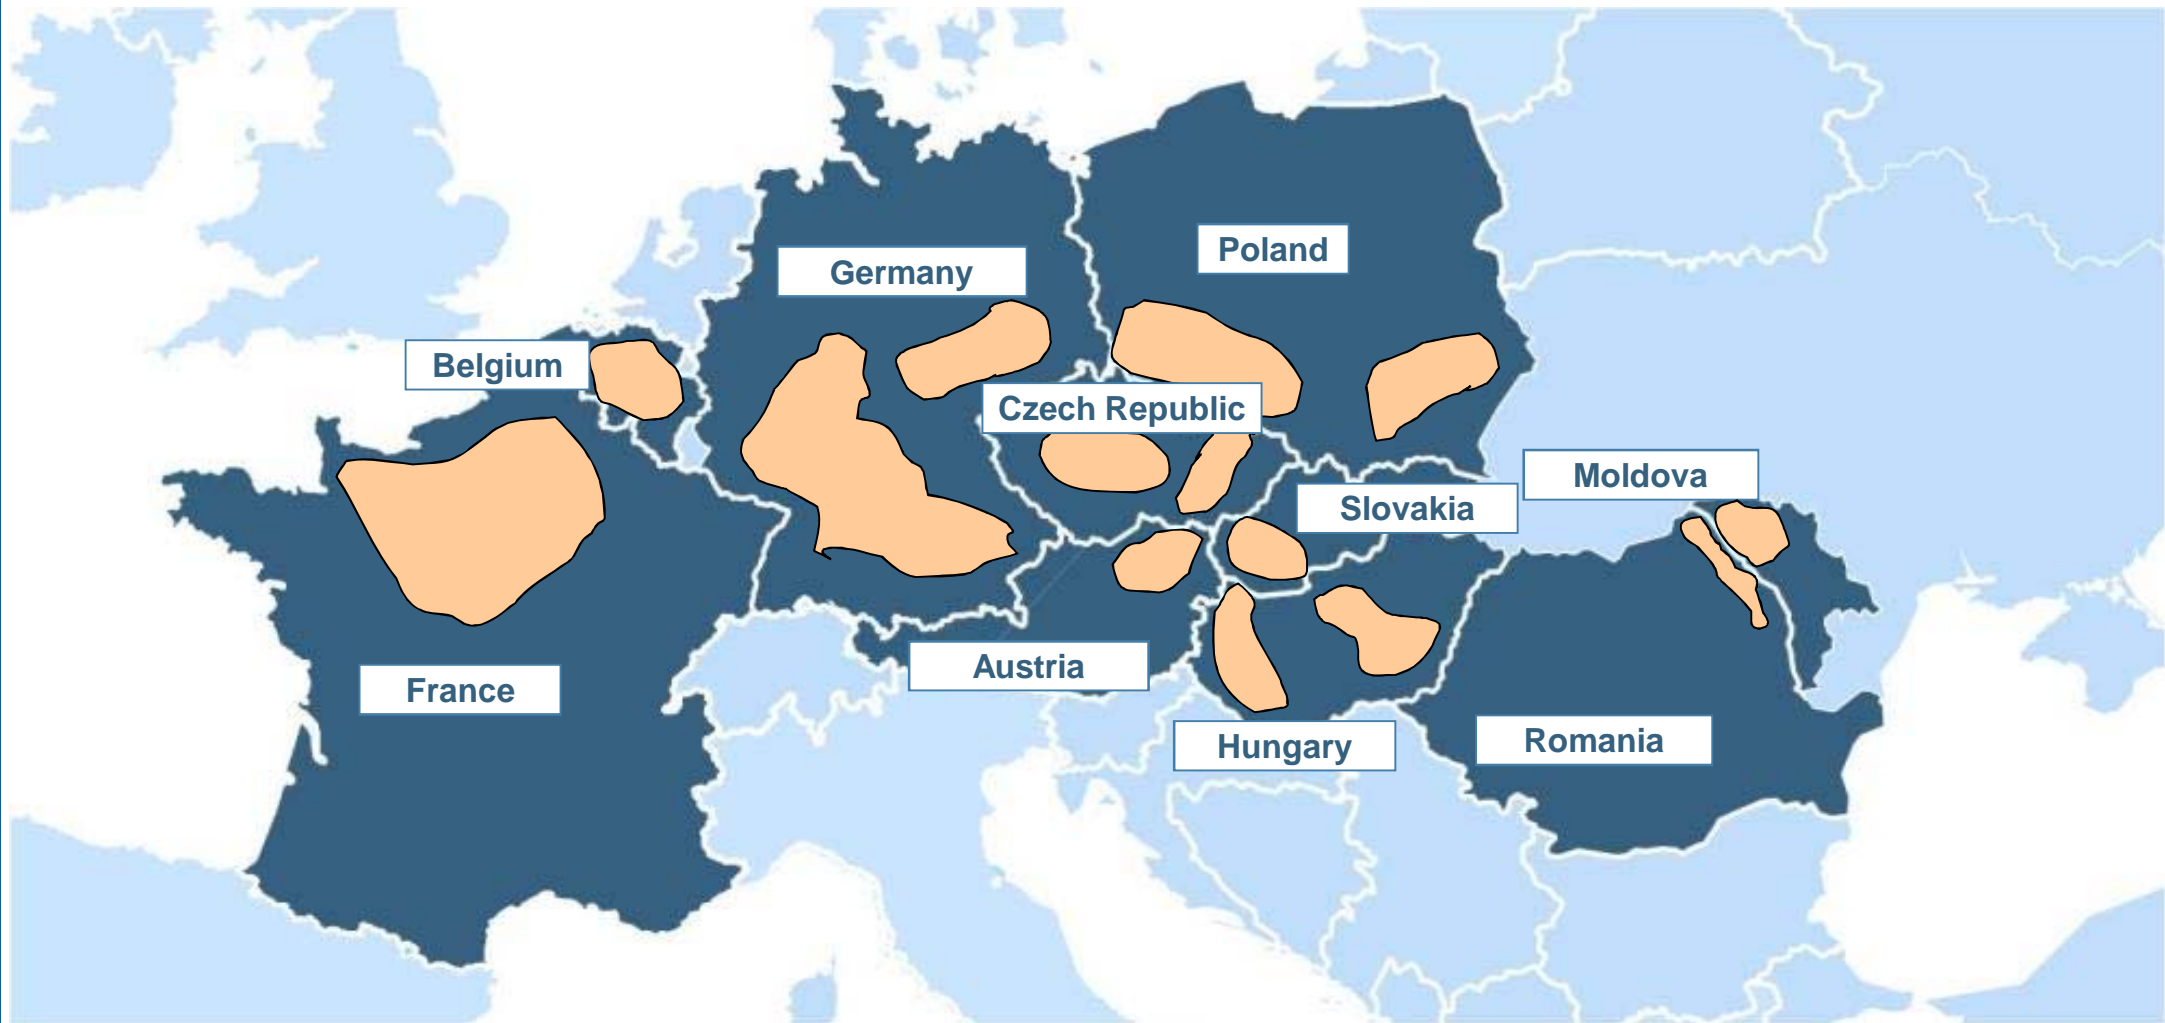 Poland
Germany
Belgium
Czech Republic
Moldova
Slovakia
Austria
France
Romania
Hungary